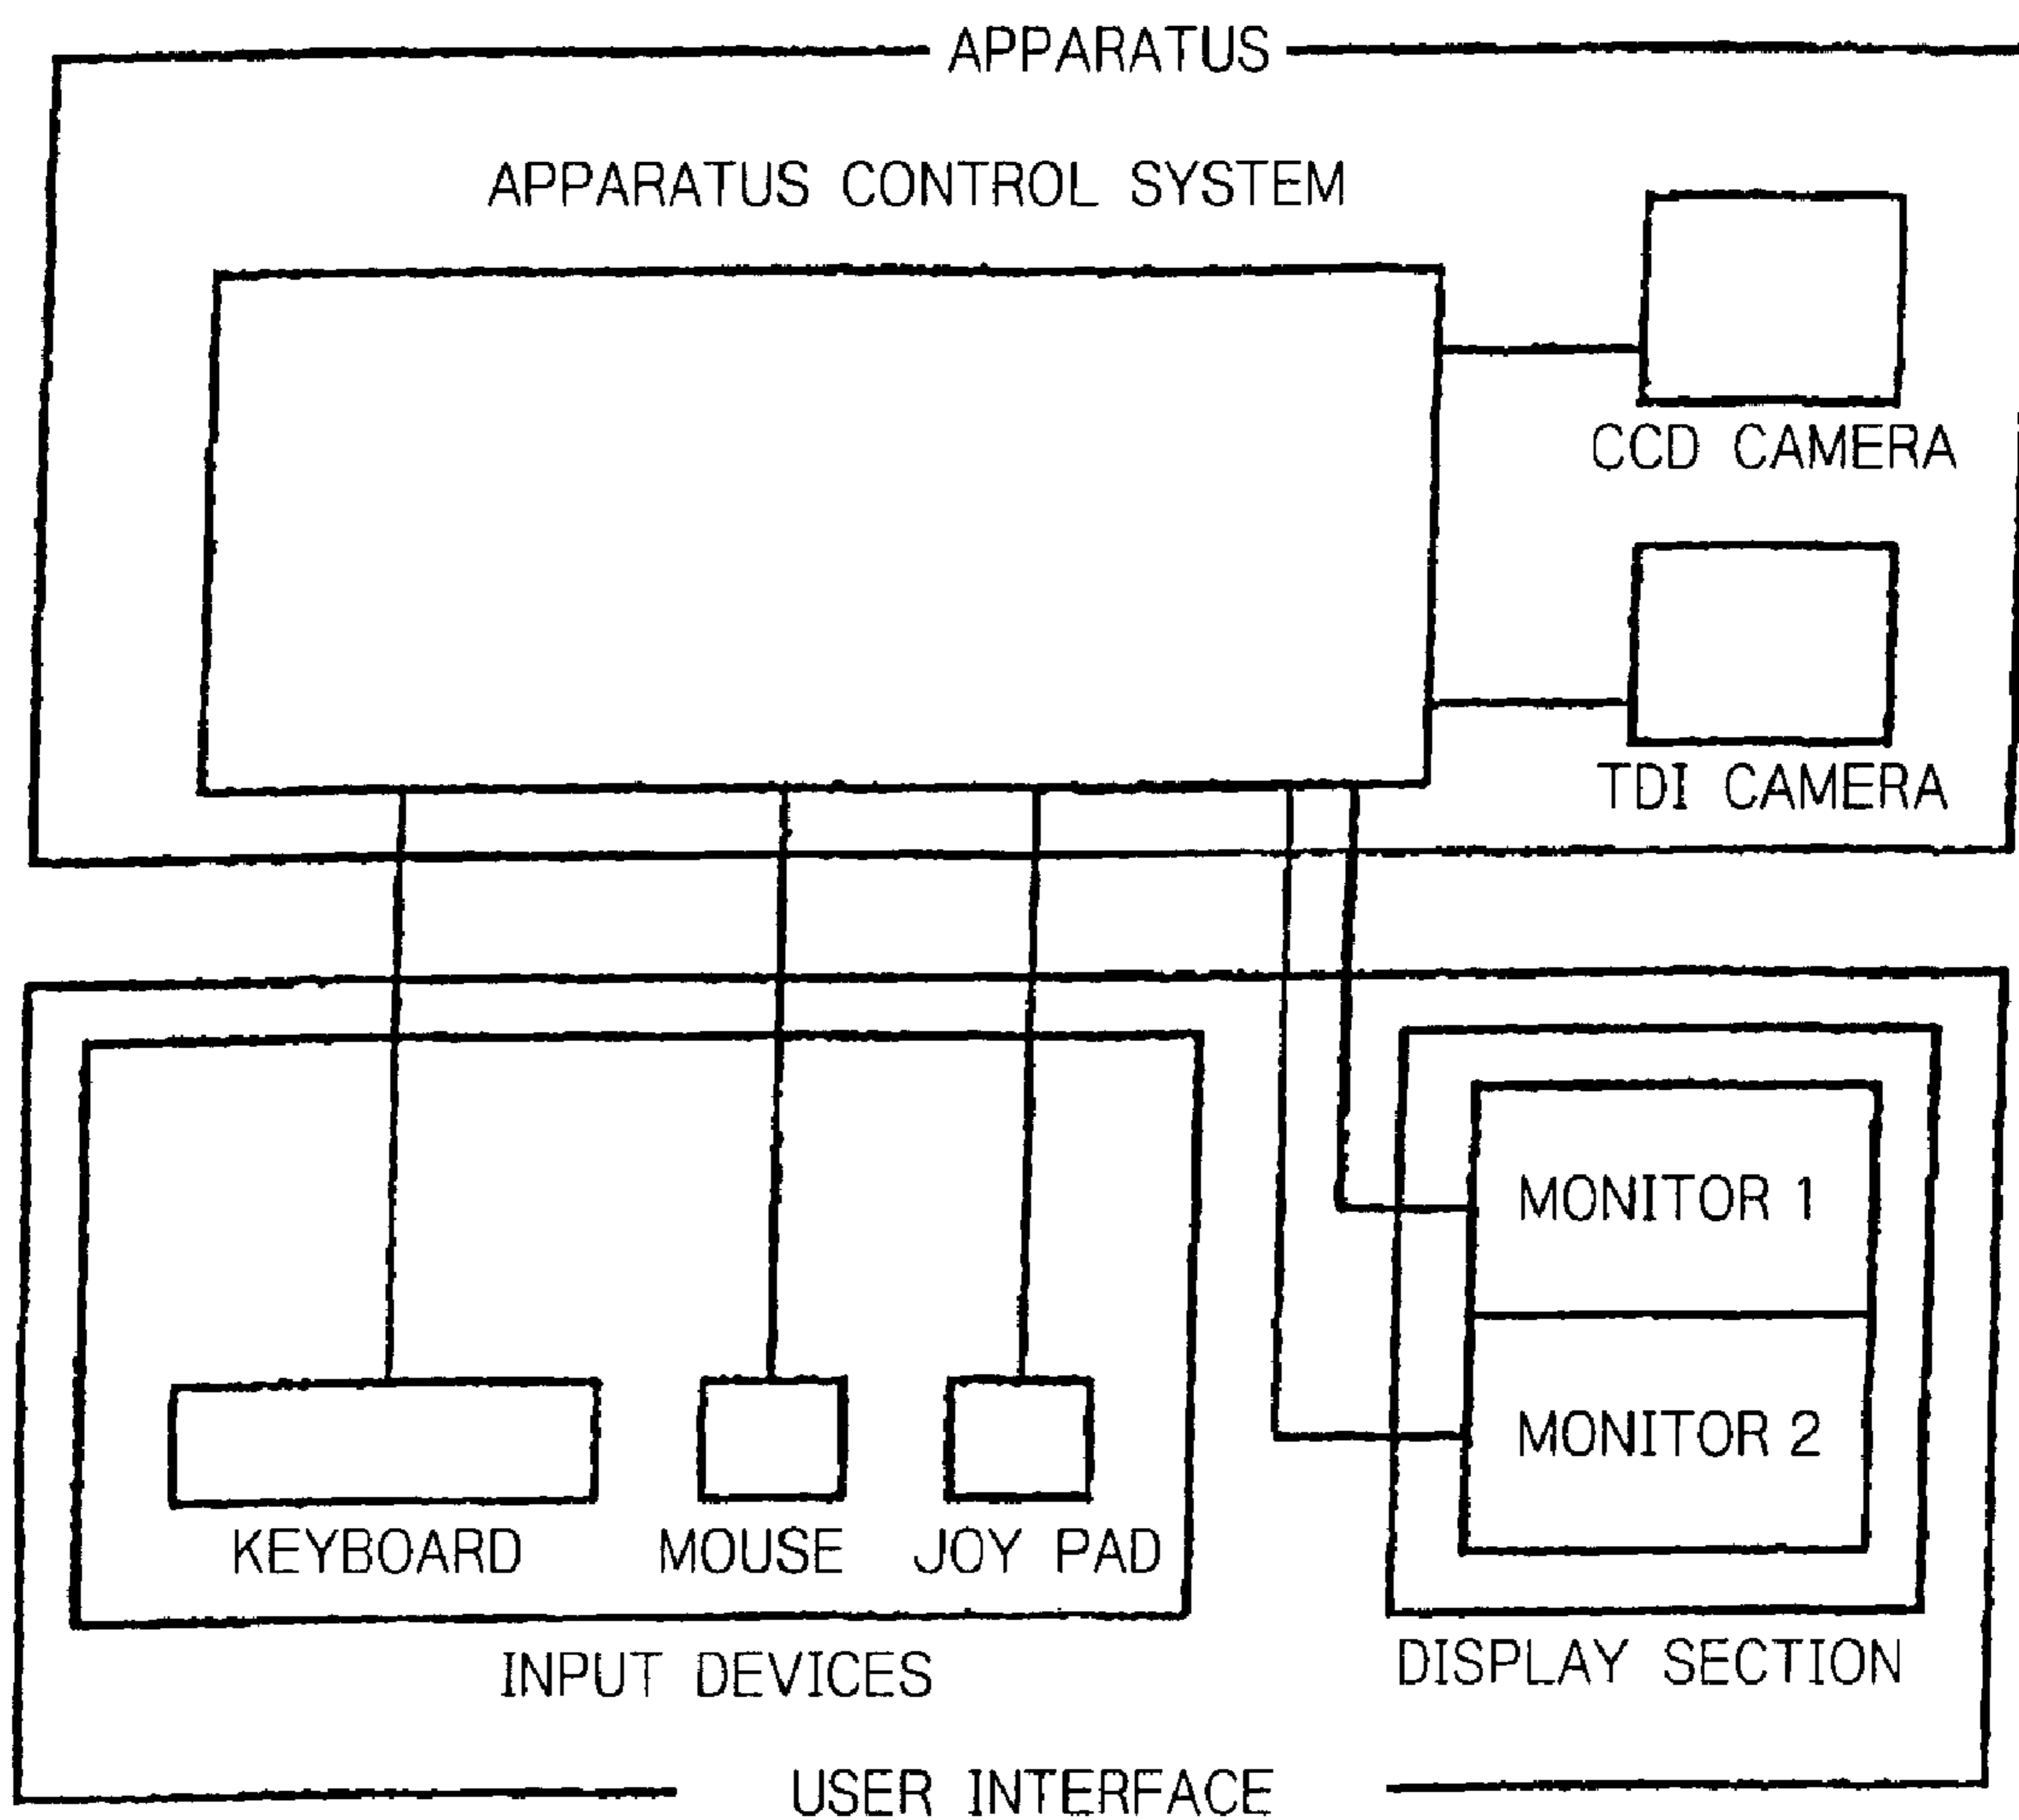 APPARATUS
APPARATUS CONTROL SYSTEM
CCD CAMERA
TDI CAMERA
MONITOR 1
MONITOR 2
KEYBOARD
MOUSE
JOY PAD
INPUT DEVICES
DISPLAY SECTION
USER INTERFACE